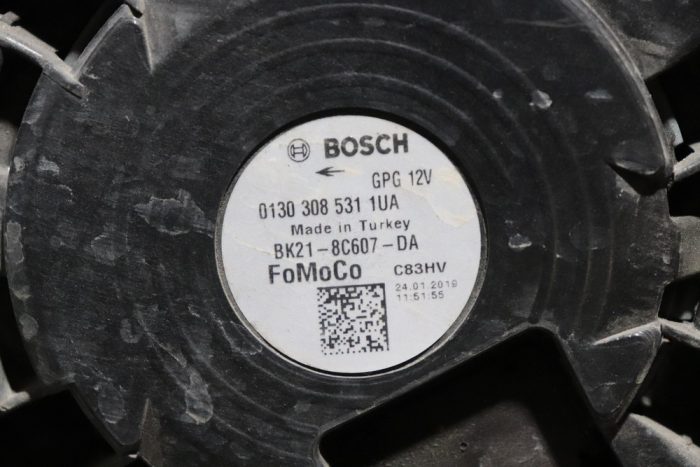 BOSCH
GPG 12V
0130 308 531 1UA
Made in Turkey
BK21-8C607-DA
FoMoCo C83HV
24.01.2019
11:51:55